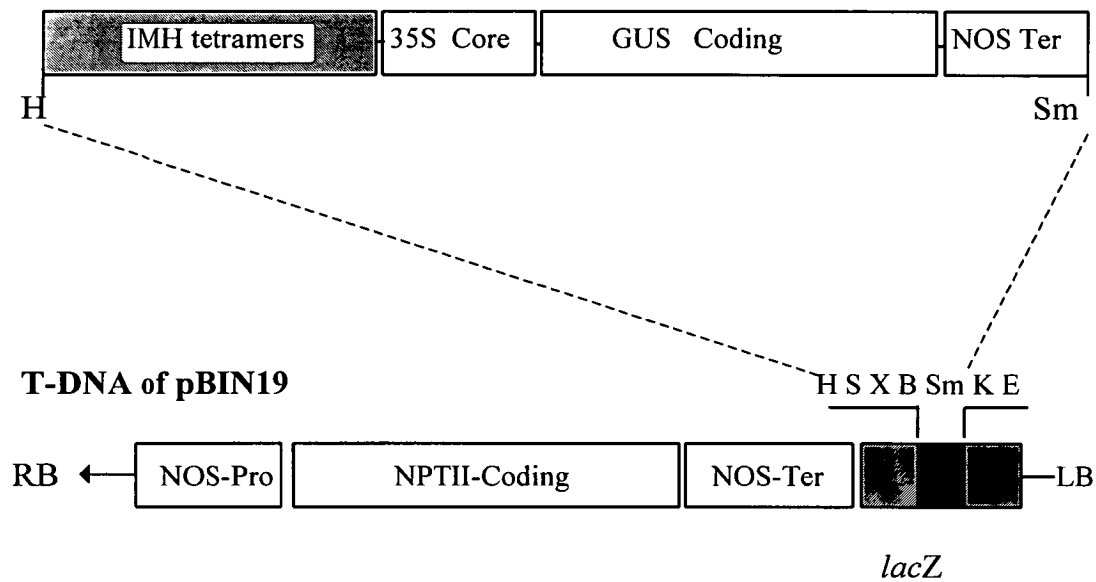 IMH tetramers 35S Core GUS Coding NOS Ter
H Sm
T-DNA of pBIN19
H S X B Sm K E
RB NOS-Pro NPTII-Coding NOS-Ter LB
lacZ